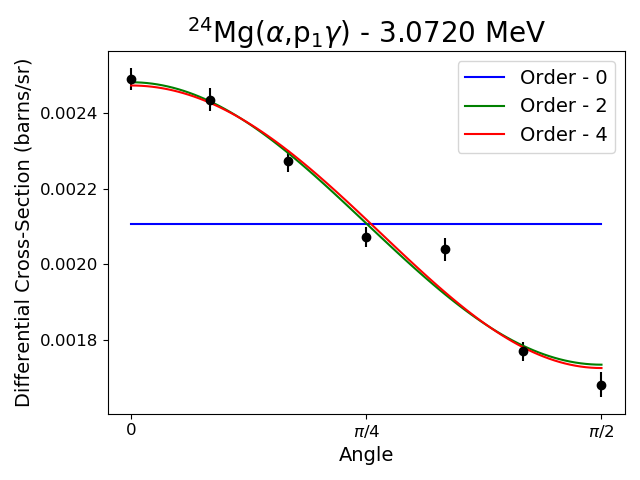 ²⁴Mg(α,p₁γ) - 3.0720 MeV
Differential Cross-Section (barns/sr)
0.0024
0.0022
0.0020
0.0018
Order - 0
Order - 2
Order - 4
0
π/4
π/2
Angle